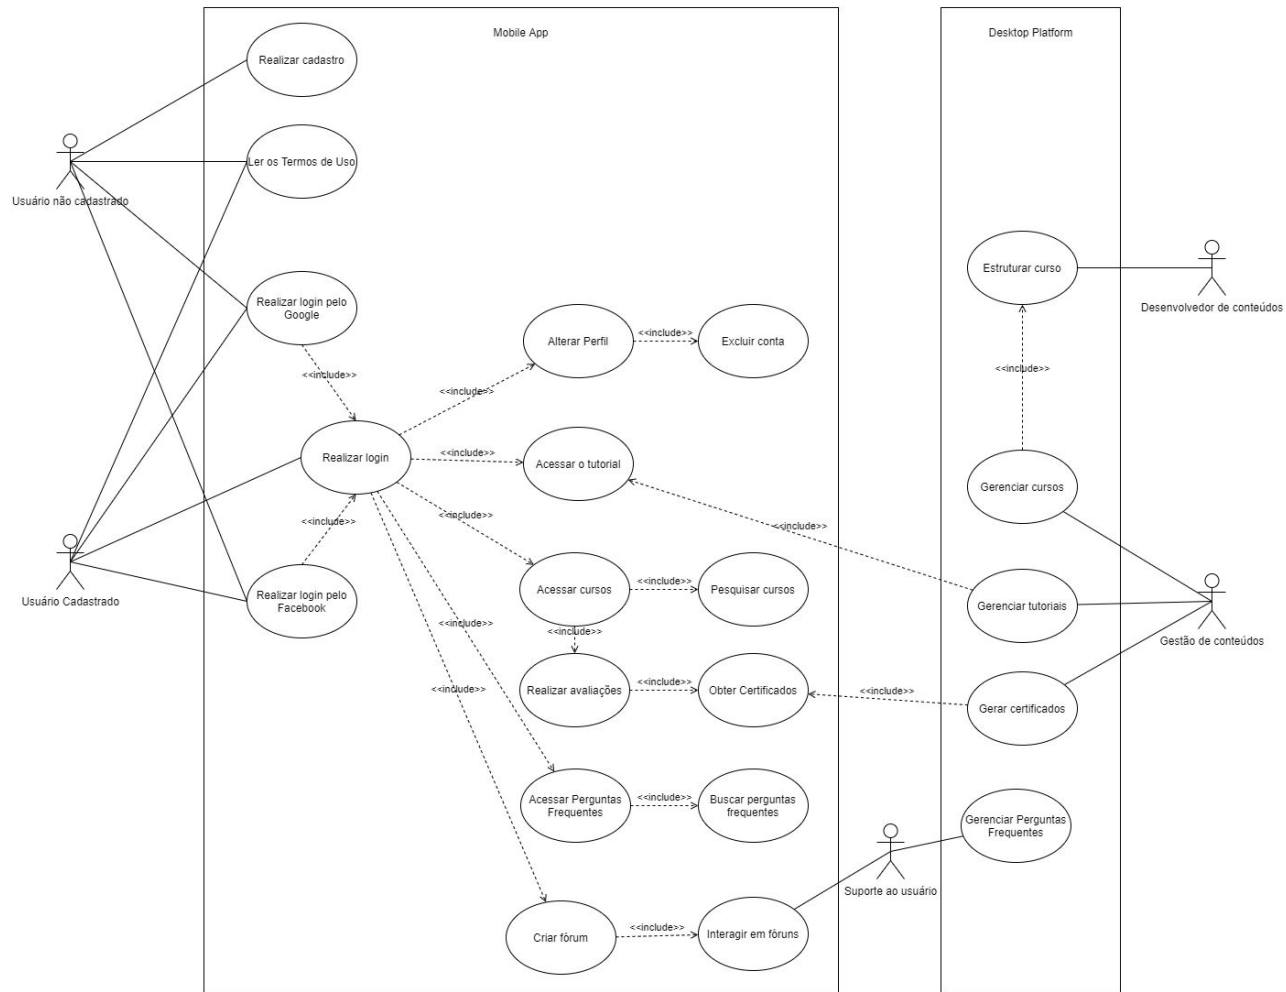 Mobile App
Desktop Platform
Realizar cadastro
Ler os Termos de Uso
Usuário não cadastrado
Estruturar curso
Desenvolvedor de conteúdos
Realizar login pelo
Google
Alterar Perfil
<<include>>
Excluir conta
<<include>>
<<include>>
<<include>>
Realizar login
<<include>>
Acessar o tutorial
Gerenciar cursos
<<include>>
<<include>>
<<include>>
Usuário Cadastrado
Realizar login pelo
Facebook
Acessar cursos
<<include>>
Pesquisar cursos
Gerenciar tutoriais
Gestão de conteúdos
<<include>>
<<include>>
Realizar avaliações
<<include>>
Obter Certificados
<<include>>
Gerar certificados
<<include>>
Acessar Perguntas
Frequentes
<<include>>
Buscar perguntas
frequentes
Gerenciar Perguntas
Frequentes
Suporte ao usuário
Criar fórum
<<include>>
Interagir em fóruns